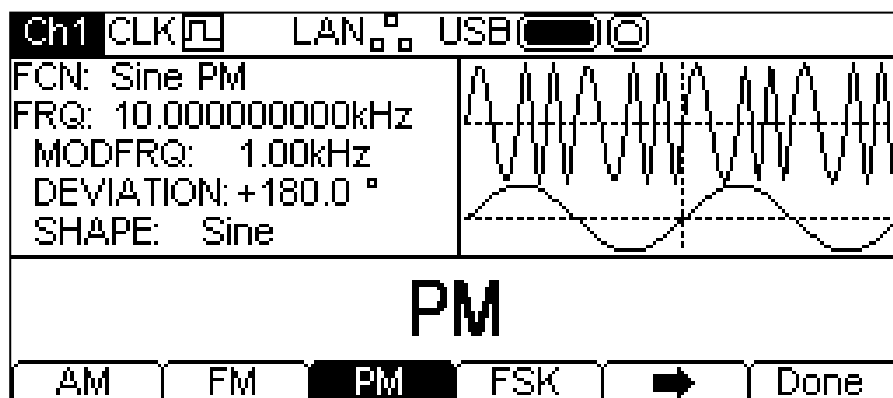 Ch1 CLK LAN USB
FCN: Sine PM
FRQ: 10.000000000kHz
MODFRQ: 1.00kHz
DEVIATION: +180.0 °
SHAPE: Sine
PM
AM FM PM FSK Done